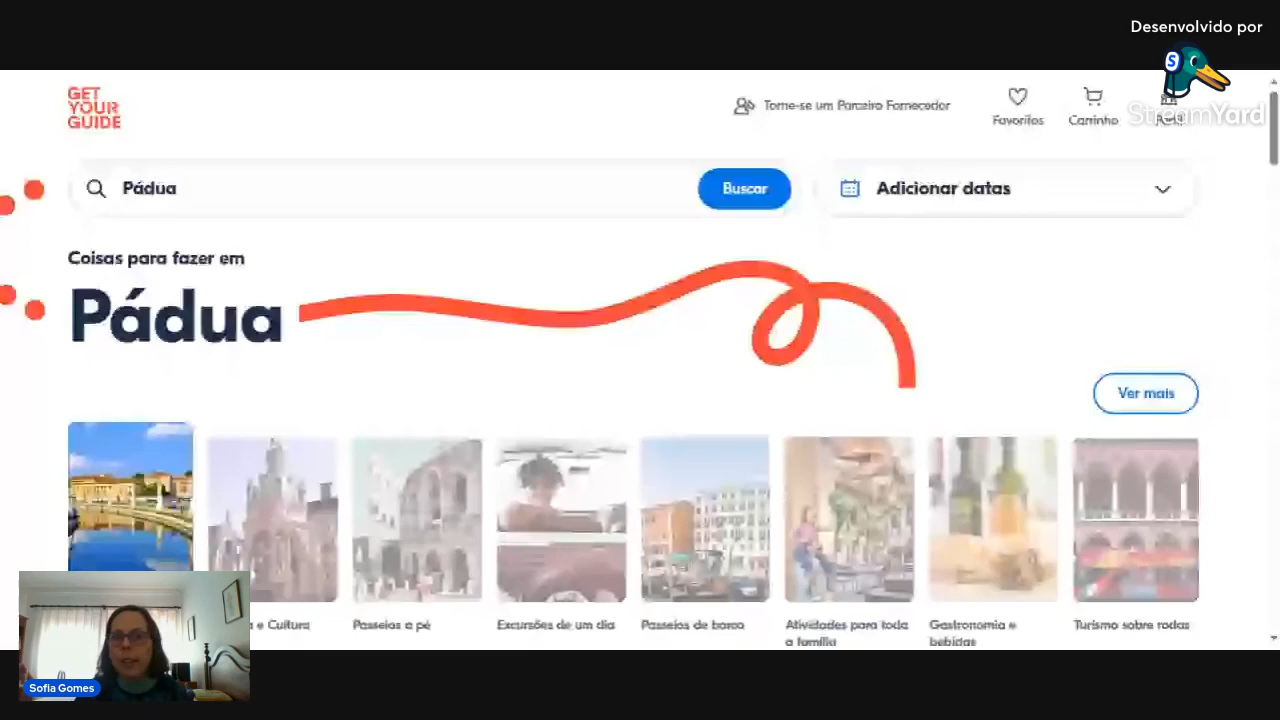 Desenvolvido por
S
StreamYard
GET
YOUR
GUIDE
Torne-se um Parceiro Fornecedor
Favoritos
Carrinho
Pádua
Buscar
Adicionar datas
Coisas para fazer em
Pádua
Ver mais
e Cultura
Passeios a pé
Excursões de um dia
Passeios de barco
Atividades para toda
a família
Gastronomia e
bebidas
Turismo sobre rodas
Sofia Gomes